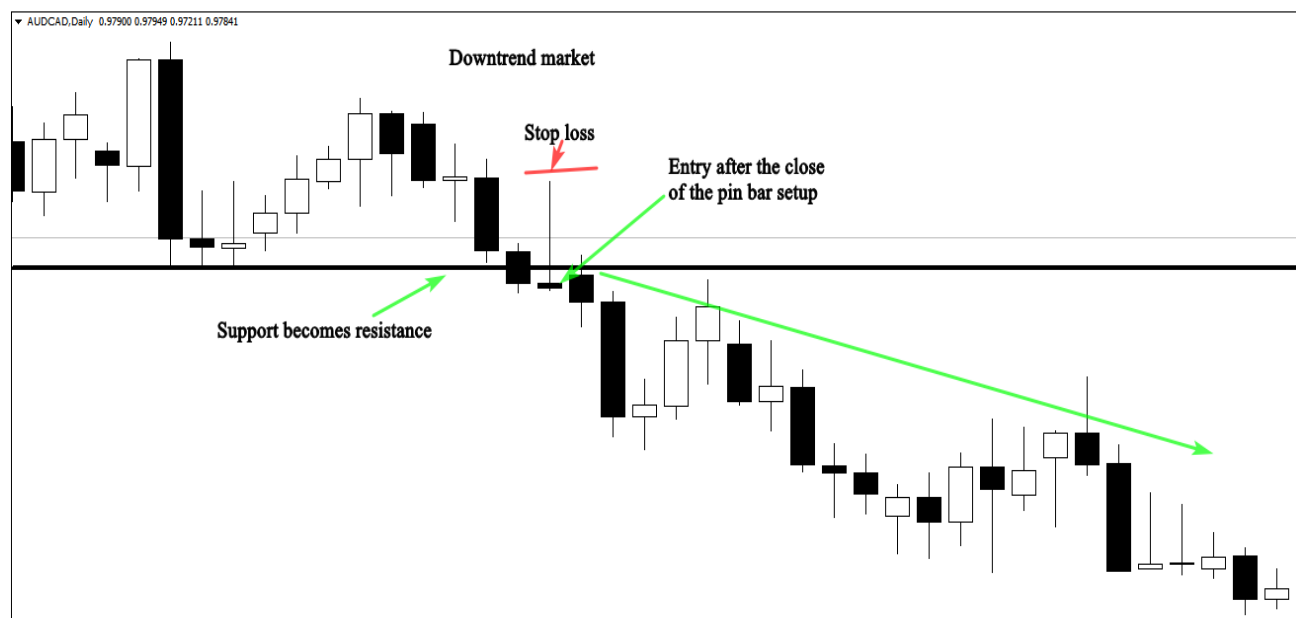 AUDCAD,Daily 0.97900 0.97949 0.97211 0.97841
Downtrend market
Stop loss
Entry after the close
of the pin bar setup
Support becomes resistance